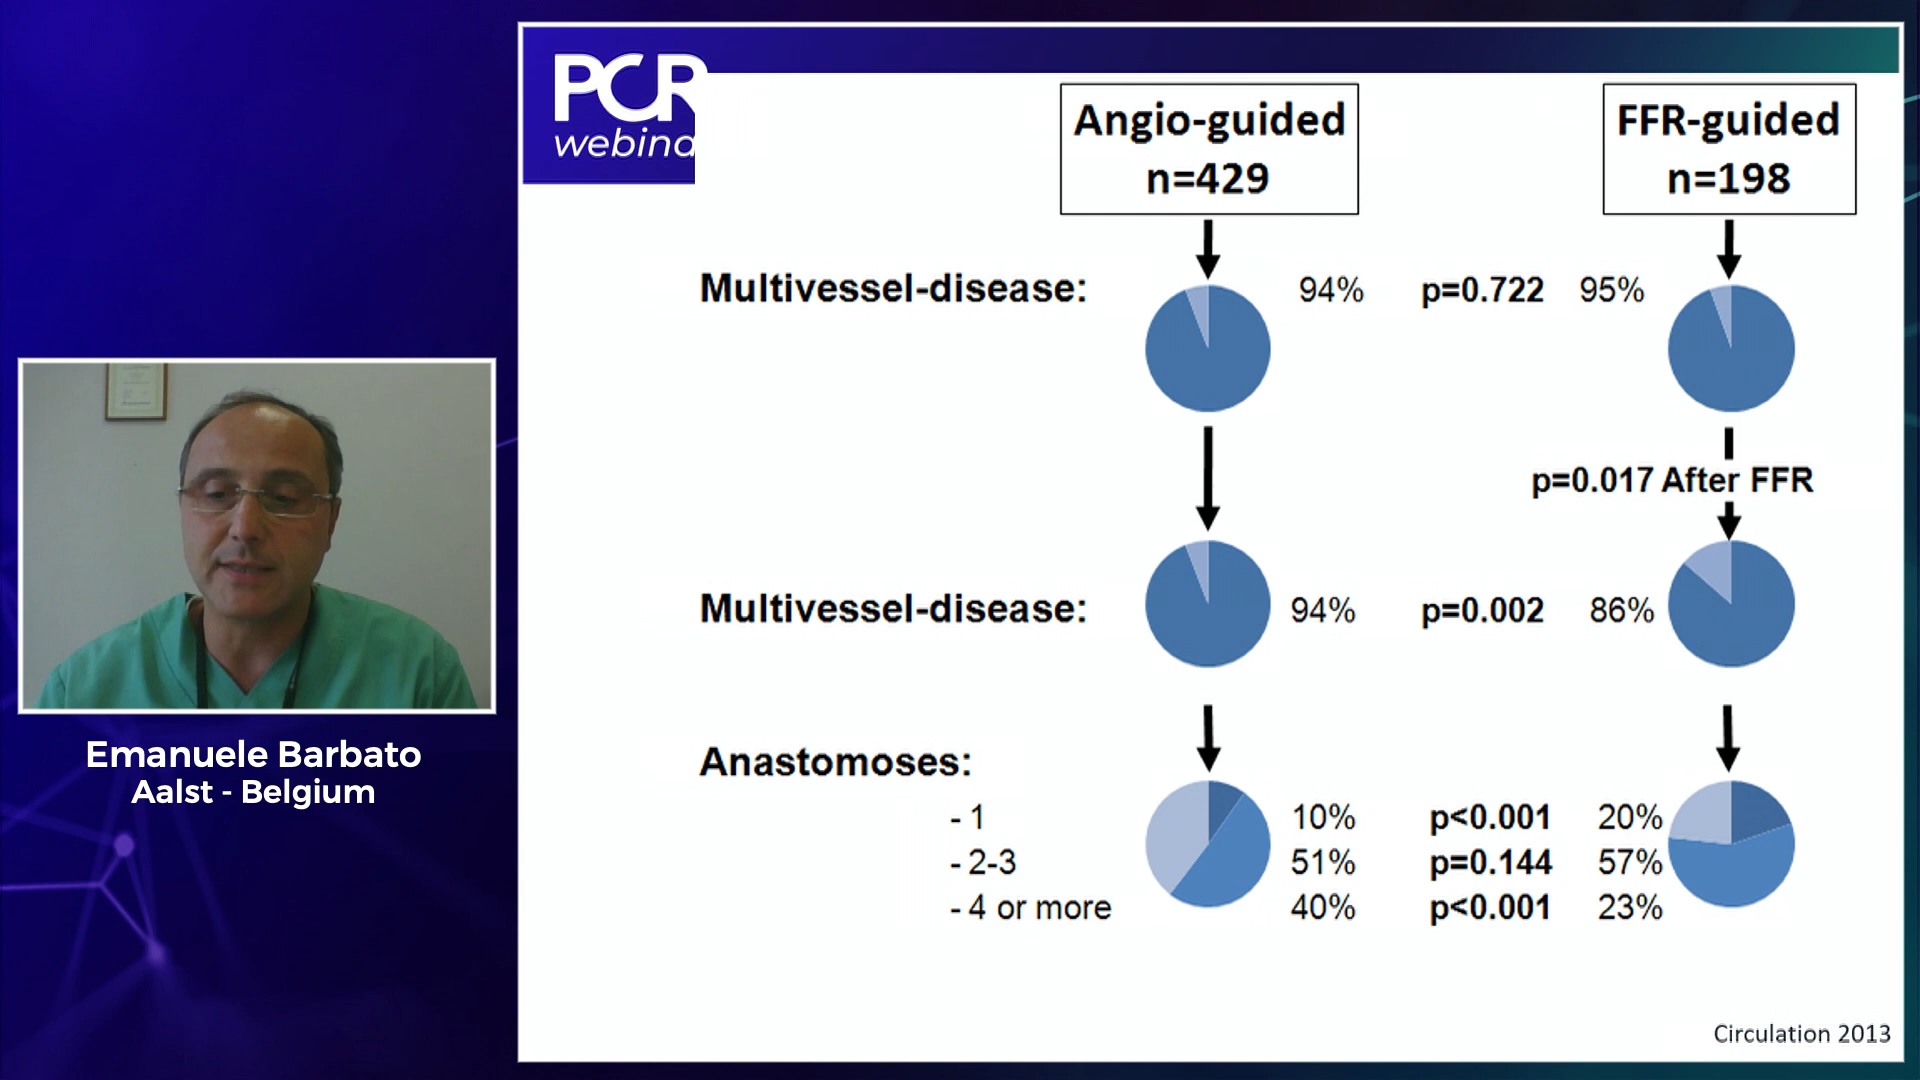 PCR
webina
Angio-guided
n=429
FFR-guided
n=198
Multivessel-disease:
94%
p=0.722
95%
p=0.017 After FFR
Multivessel-disease:
94%
p=0.002
86%
Anastomoses:
- 1
10%
p<0.001
20%
- 2-3
51%
p=0.144
57%
- 4 or more
40%
p<0.001
23%
Circulation 2013
Emanuele Barbato
Aalst - Belgium